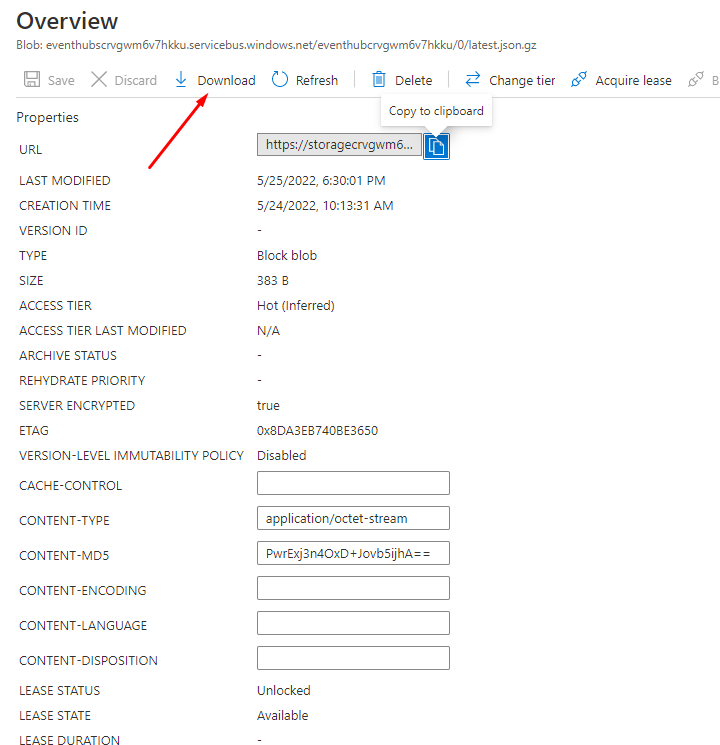 Overview
Blob: eventhubcrvgwm6v7hkku.servicebus.windows.net/eventhubcrvgwm6v7hkku/0/latest.json.gz
Save Discard Download Refresh Delete Change tier Acquire lease B
Copy to clipboard
Properties
URL https://storagecrvgwm6...
LAST MODIFIED 5/25/2022, 6:30:01 PM
CREATION TIME 5/24/2022, 10:13:31 AM
VERSION ID -
TYPE Block blob
SIZE 383 B
ACCESS TIER Hot (Inferred)
ACCESS TIER LAST MODIFIED N/A
ARCHIVE STATUS -
REHYDRATE PRIORITY -
SERVER ENCRYPTED true
ETAG 0x8DA3EB740BE3650
VERSION-LEVEL IMMUTABILITY POLICY Disabled
CACHE-CONTROL
CONTENT-TYPE application/octet-stream
CONTENT-MD5 PwrExj3n4OxD+Jovb5ijhA==
CONTENT-ENCODING
CONTENT-LANGUAGE
CONTENT-DISPOSITION
LEASE STATUS Unlocked
LEASE STATE Available
LEASE DURATION -